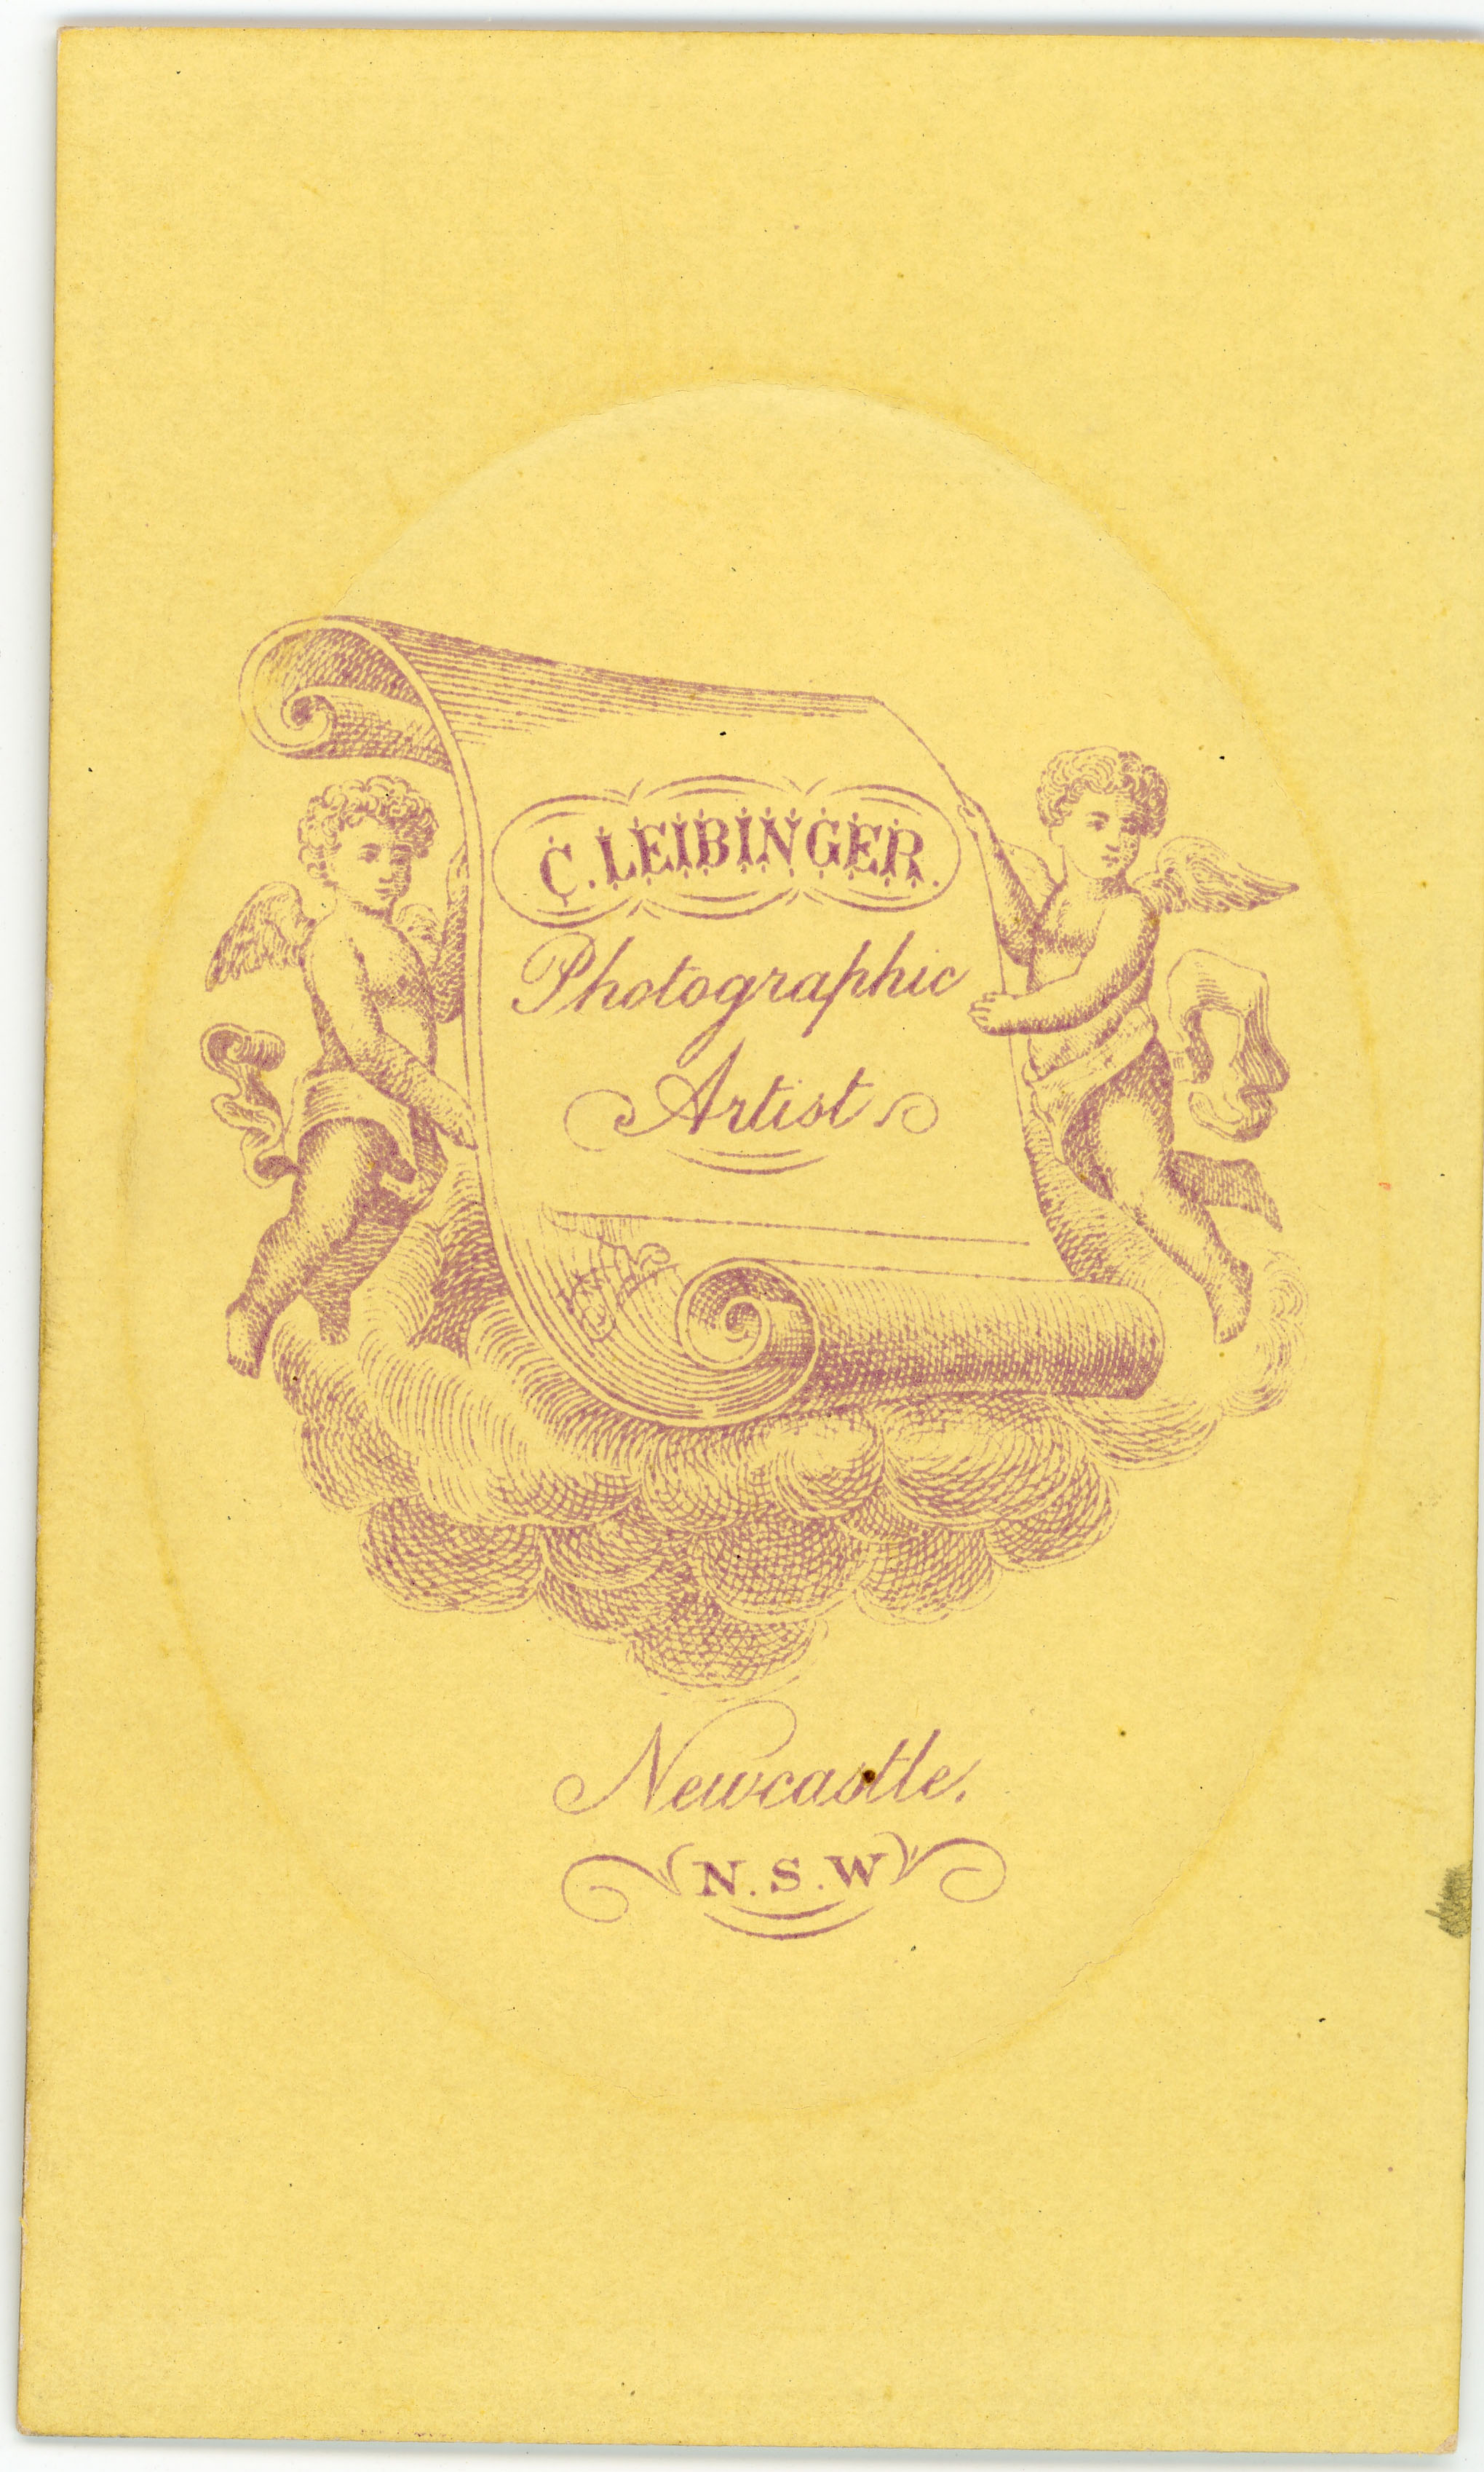 C. LEIBINGER.
Photographic
Artist
Newcastle.
N.S.W